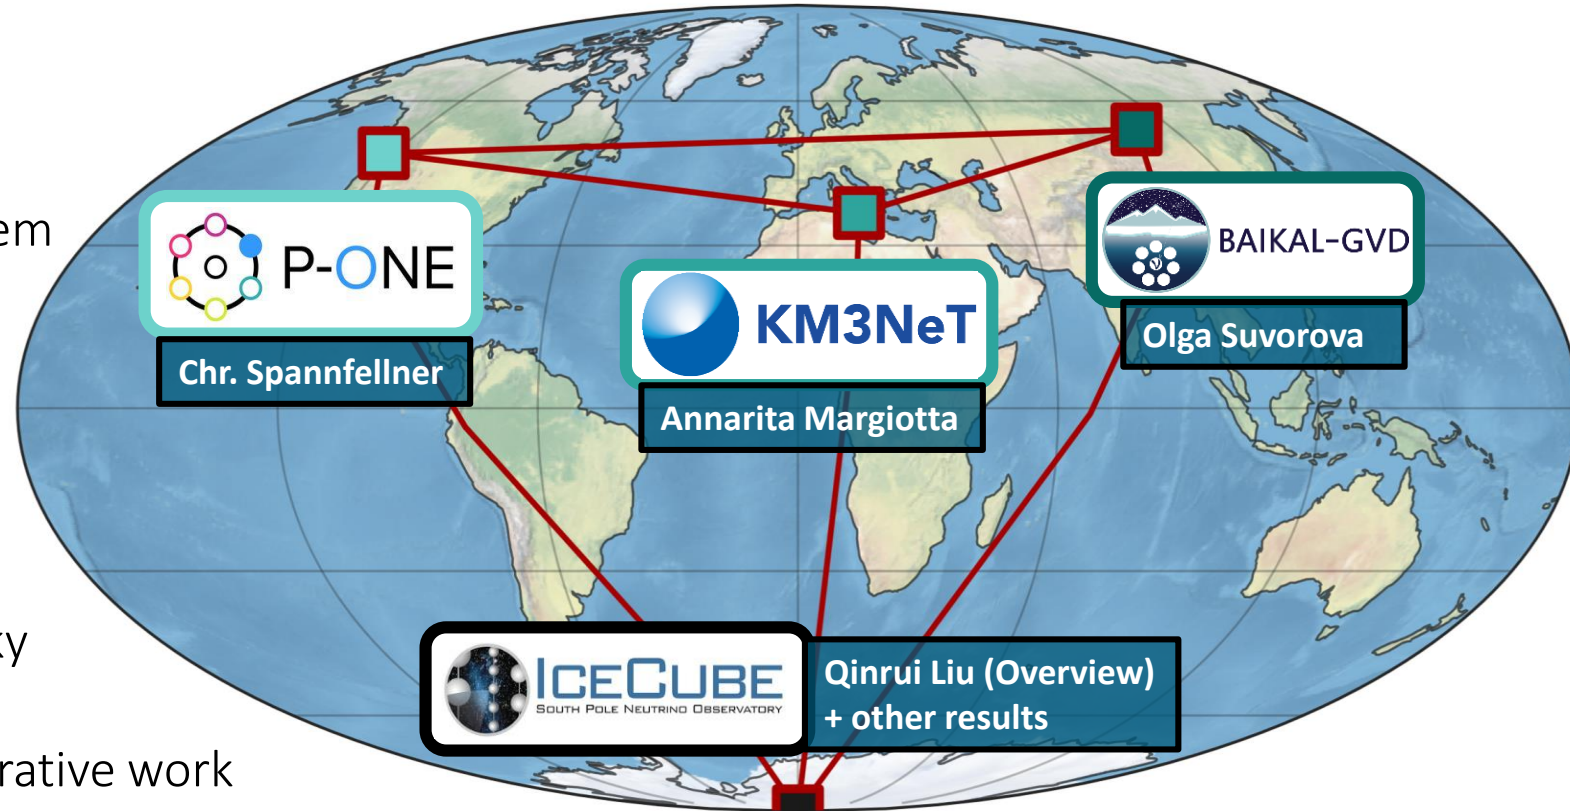 em
P-ONE
Chr. Spannfellner
KM3NeT
Annarita Margiotta
BAIKAL-GVD
Olga Suvorova
ky
ICECUBE
SOUTH POLE NEUTRINO OBSERVATORY
Qinrui Liu (Overview)
+ other results
rative work